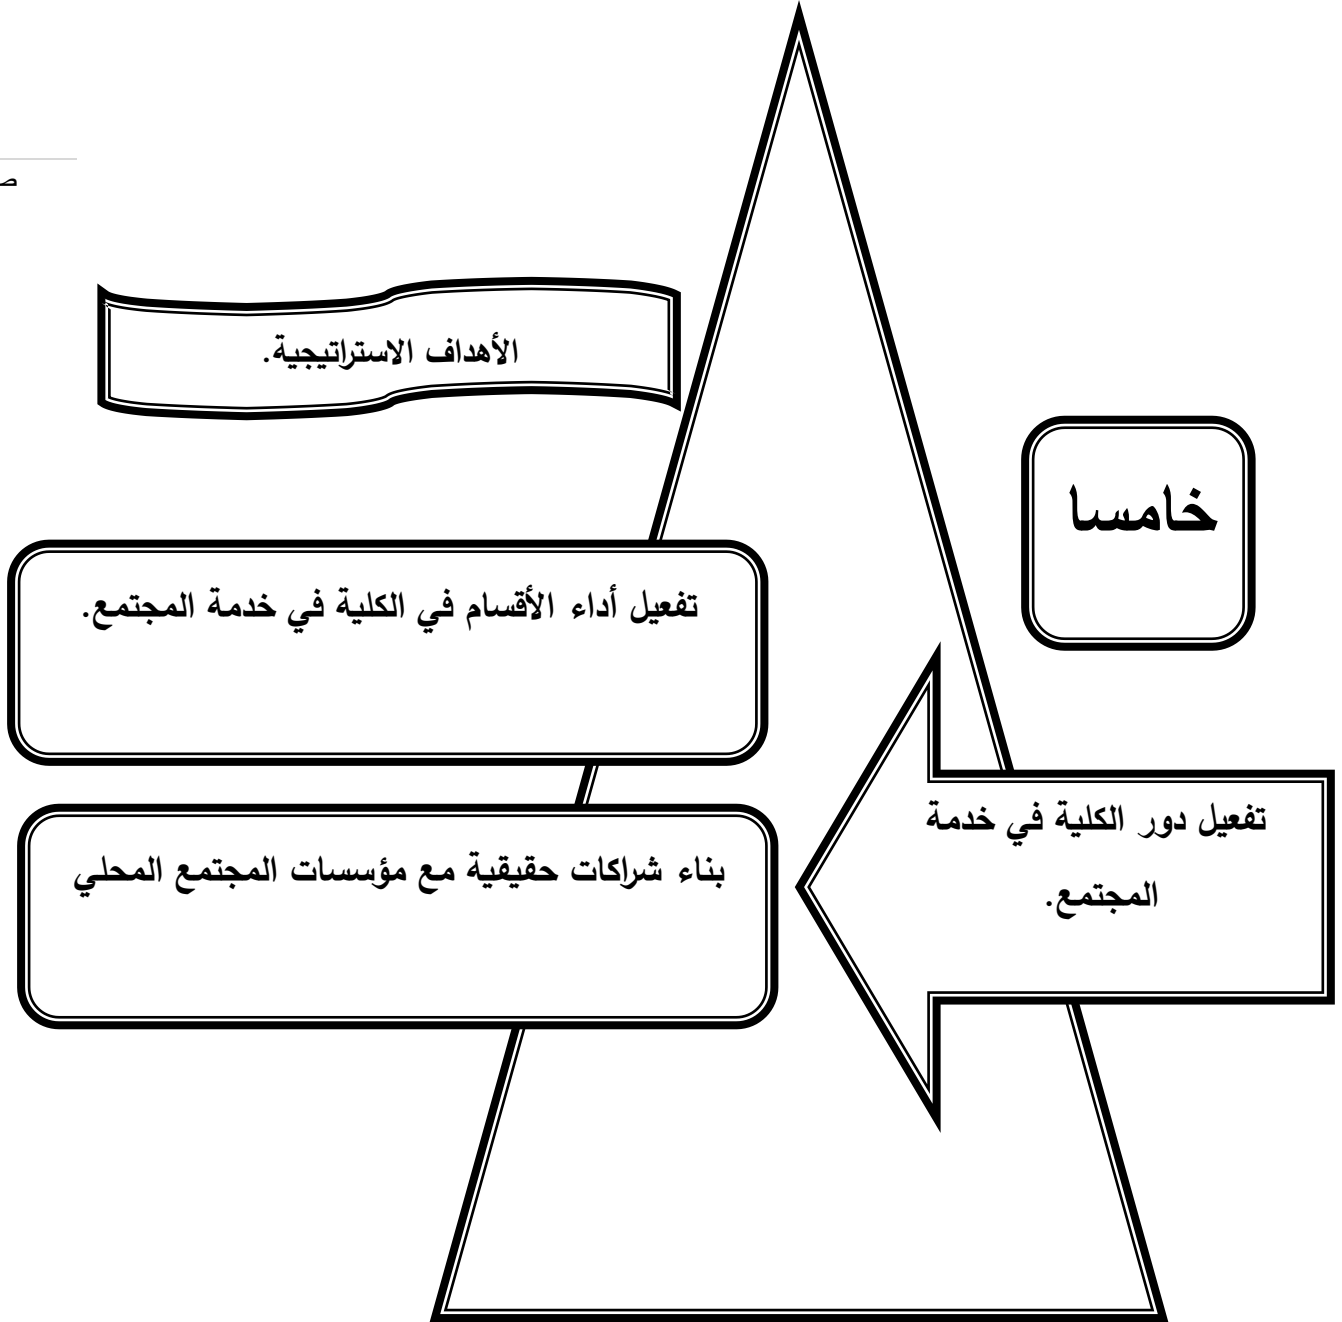 الأهداف الاستراتيجية.
خامسا
تفعيل أداء الأقسام في الكلية في خدمة المجتمع.
تفعيل دور الكلية في خدمة
المجتمع.
بناء شراكات حقيقية مع مؤسسات المجتمع المحلي